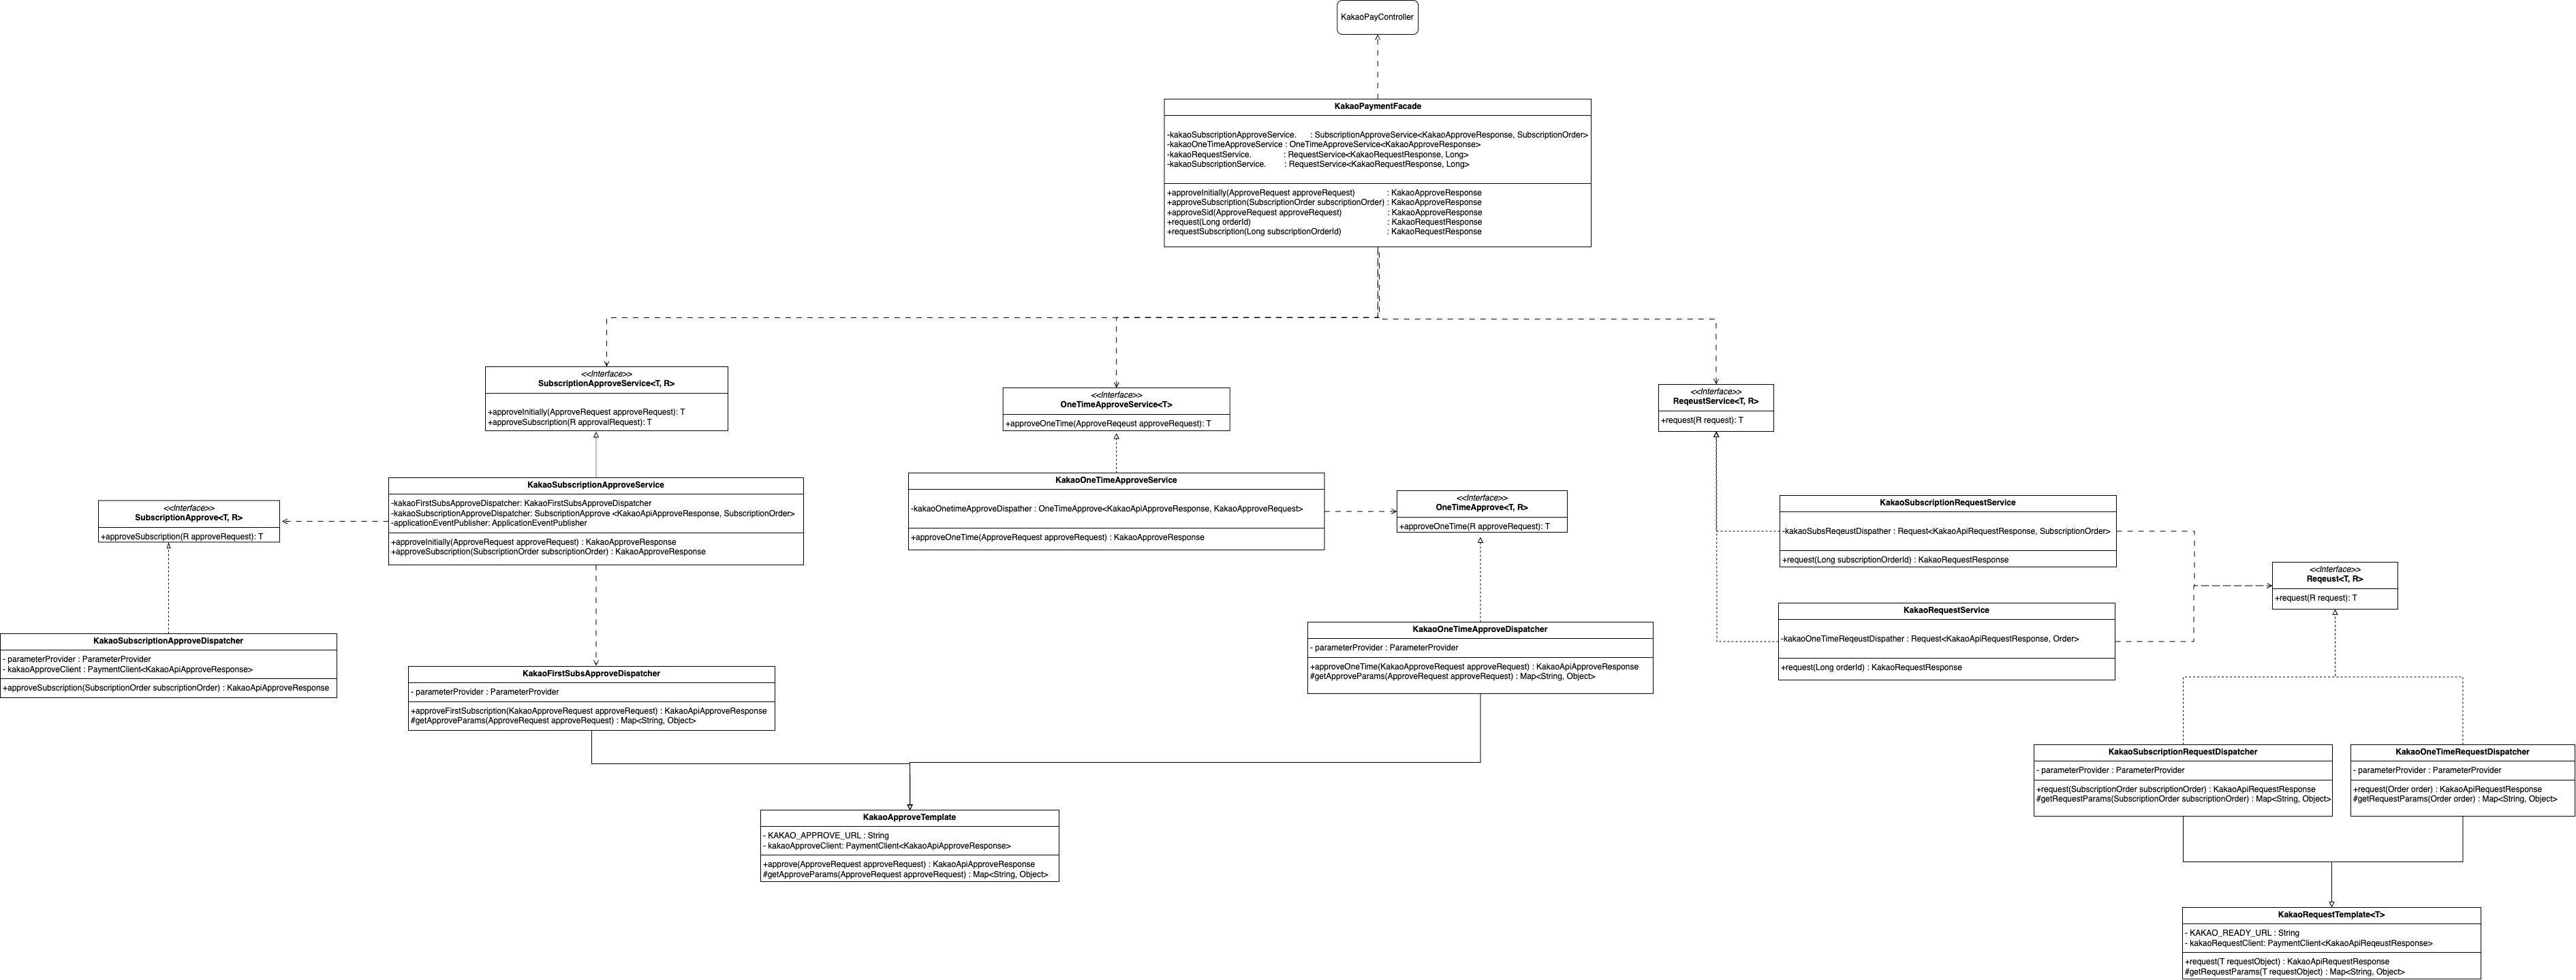 KakaoPayController
KakaoPaymentFacade
-kakaoSubscriptionApproveService. : SubscriptionApproveService<KakaoApproveResponse, SubscriptionOrder>
-kakaoOneTimeApproveService : OneTimeApproveService<KakaoApproveResponse>
-kakaoRequestService. : RequestService<KakaoRequestResponse, Long>
-kakaoSubscriptionService. : RequestService<KakaoRequestResponse, Long>
+approveInitially(ApproveRequest approveRequest) : KakaoApproveResponse
+approveSubscription(SubscriptionOrder subscriptionOrder) : KakaoApproveResponse
+approveSid(ApproveRequest approveRequest) : KakaoApproveResponse
+request(Long orderId) : KakaoRequestResponse
+requestSubscription(Long subscriptionOrderId) : KakaoRequestResponse
<<Interface>>
SubscriptionApproveService<T, R>
+approveInitially(ApproveRequest approveRequest): T
+approveSubscription(R approvalRequest): T
<<Interface>>
OneTimeApproveService<T>
+approveOneTime(ApproveReqeust approveRequest): T
<<Interface>>
ReqeustService<T, R>
+request(R request): T
KakaoSubscriptionApproveService
-kakaoFirstSubsApproveDispatcher: KakaoFirstSubsApproveDispatcher
-kakaoSubscriptionApproveDispatcher: SubscriptionApprove <KakaoApiApproveResponse, SubscriptionOrder>
-applicationEventPublisher: ApplicationEventPublisher
+approveInitially(ApproveRequest approveRequest) : KakaoApproveResponse
+approveSubscription(SubscriptionOrder subscriptionOrder) : KakaoApproveResponse
KakaoOneTimeApproveService
-kakaoOnetimeApproveDispather : OneTimeApprove<KakaoApiApproveResponse, KakaoApproveRequest>
+approveOneTime(ApproveRequest approveRequest) : KakaoApproveResponse
<<Interface>>
OneTimeApprove<T, R>
+approveOneTime(R approveRequest): T
<<Interface>>
SubscriptionApprove<T, R>
+approveSubscription(R approveRequest): T
KakaoSubscriptionRequestService
-kakaoSubsReqeustDispather : Request<KakaoApiRequestResponse, SubscriptionOrder>
+request(Long subscriptionOrderId) : KakaoRequestResponse
<<Interface>>
Reqeust<T, R>
+request(R request): T
KakaoRequestService
-kakaoOneTimeReqeustDispather : Request<KakaoApiRequestResponse, Order>
+request(Long orderId) : KakaoRequestResponse
KakaoSubscriptionApproveDispatcher
- parameterProvider : ParameterProvider
- kakaoApproveClient : PaymentClient<KakaoApiApproveResponse>
+approveSubscription(SubscriptionOrder subscriptionOrder) : KakaoApiApproveResponse
KakaoFirstSubsApproveDispatcher
- parameterProvider : ParameterProvider
+approveFirstSubscription(KakaoApproveRequest approveRequest) : KakaoApiApproveResponse
#getApproveParams(ApproveRequest approveRequest) : Map<String, Object>
KakaoOneTimeApproveDispatcher
- parameterProvider : ParameterProvider
+approveOneTime(KakaoApproveRequest approveRequest) : KakaoApiApproveResponse
#getApproveParams(ApproveRequest approveRequest) : Map<String, Object>
KakaoSubscriptionRequestDispatcher
- parameterProvider : ParameterProvider
+request(SubscriptionOrder subscriptionOrder) : KakaoApiRequestResponse
#getRequestParams(SubscriptionOrder subscriptionOrder) : Map<String, Object>
KakaoOneTimeRequestDispatcher
- parameterProvider : ParameterProvider
+request(Order order) : KakaoApiRequestResponse
#getRequestParams(Order order) : Map<String, Object>
KakaoApproveTemplate
- KAKAO_APPROVE_URL : String
- kakaoApproveClient: PaymentClient<KakaoApiApproveResponse>
+approve(ApproveRequest approveRequest) : KakaoApiApproveResponse
#getApproveParams(ApproveRequest approveRequest) : Map<String, Object>
KakaoRequestTemplate<T>
- KAKAO_READY_URL : String
- kakaoRequestClient: PaymentClient<KakaoApiReqeustResponse>
+request(T requestObject) : KakaoApiRequestResponse
#getRequestParams(T requestObject) : Map<String, Object>